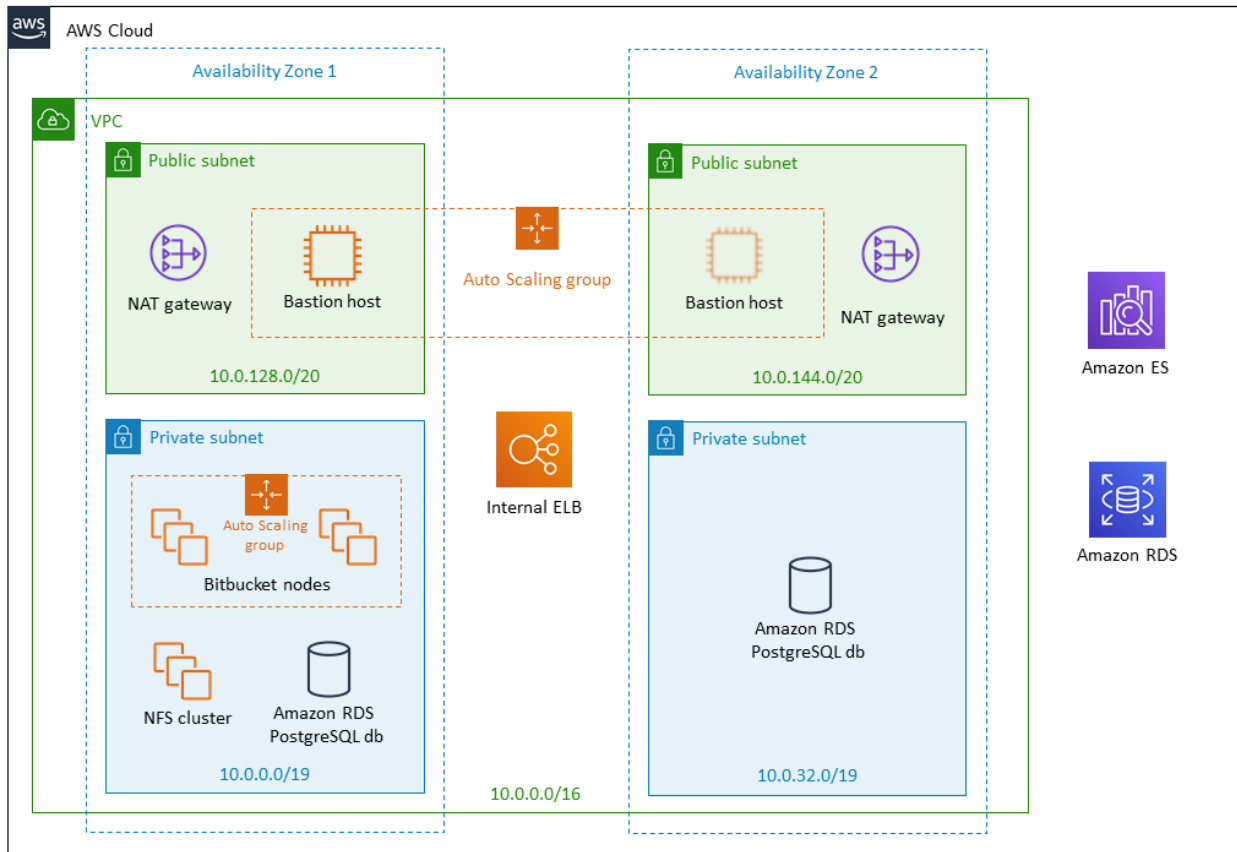 aws
AWS Cloud
Availability Zone 1
Availability Zone 2
VPC
Public subnet
NAT gateway
Bastion host
10.0.128.0/20
Auto Scaling group
Public subnet
Bastion host
NAT gateway
10.0.144.0/20
Amazon ES
Private subnet
Auto Scaling
group
Bitbucket nodes
NFS cluster
Amazon RDS
PostgreSQL db
10.0.0.0/19
Internal ELB
10.0.0.0/16
Private subnet
Amazon RDS
PostgreSQL db
10.0.32.0/19
Amazon RDS